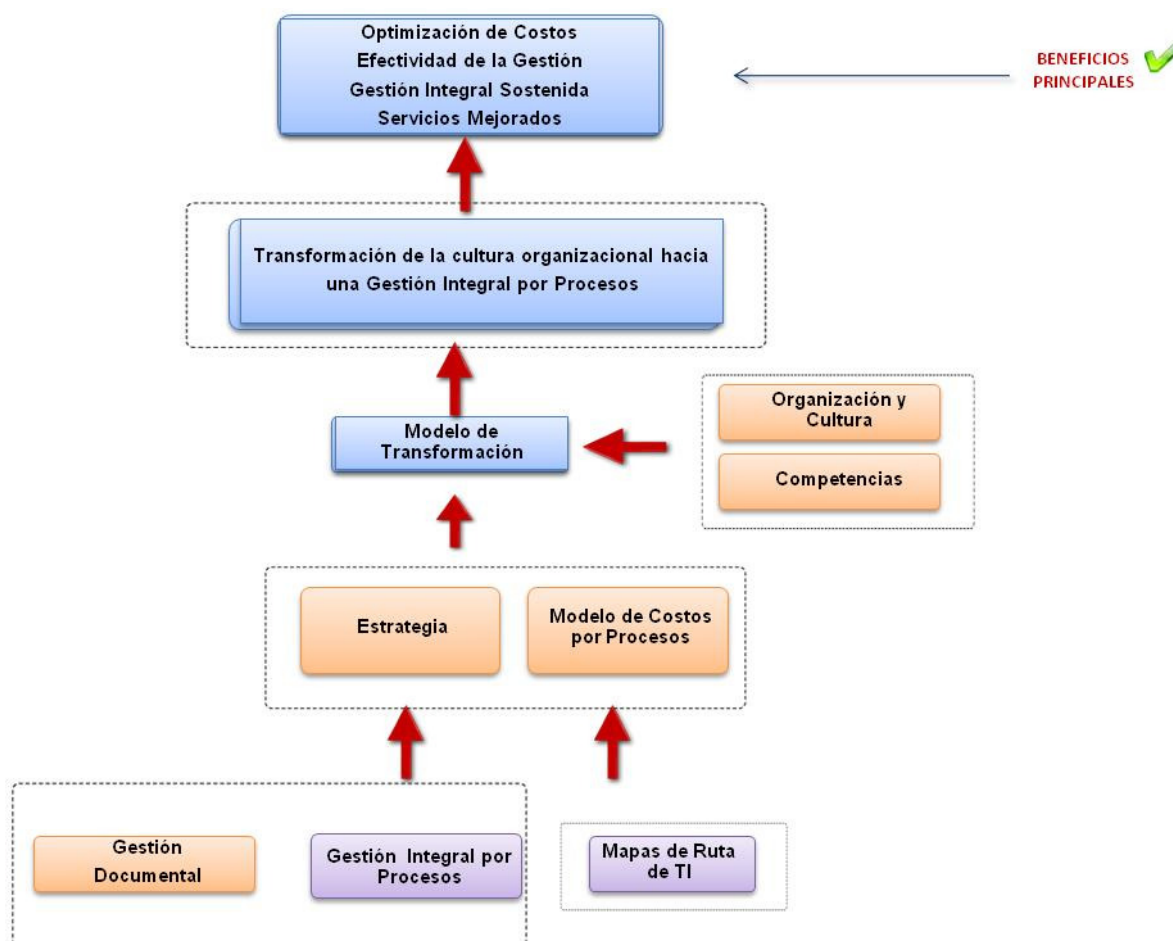 Optimización de Costos
Efectividad de la Gestión
Gestión Integral Sostenida
Servicios Mejorados
BENEFICIOS
PRINCIPALES
Transformación de la cultura organizacional hacia
una Gestión Integral por Procesos
Modelo de
Transformación
Organización y
Cultura
Competencias
Estrategia
Modelo de Costos
por Procesos
Gestión
Documental
Gestión Integral por
Procesos
Mapas de Ruta
de TI